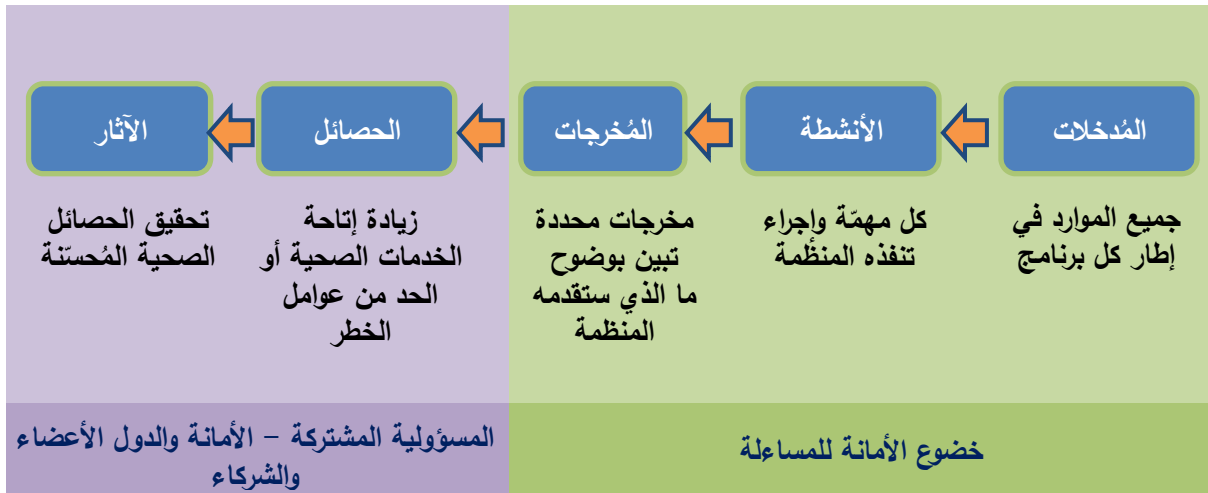 المُدخلات
الأنشطة
المُخرجات
الحصائل
الآثار
جميع الموارد في
إطار كل برنامج
كل مهمّة وإجراء
تنفذه المنظّمة
مخرجات محددة
تبين بوضوح
ما الذي ستقدمه
المنظمة
زيادة إتاحة
الخدمات الصحية أو
الحد من عوامل
الخطر
تحقيق الحصائل
الصحية المُحسّنة
خضوع الأمانة للمساءلة
المسؤولية المشتركة – الأمانة والدول الأعضاء
والشركاء